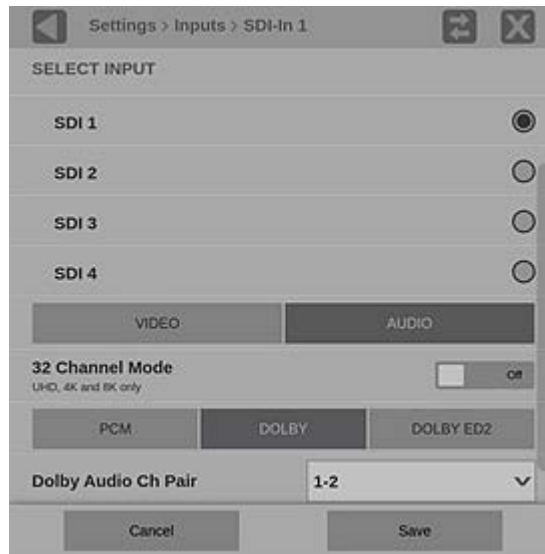 Settings > Inputs > SDI-In 1
SELECT INPUT
SDI 1
SDI 2
SDI 3
SDI 4
VIDEO AUDIO
32 Channel Mode Off
UHD, 4K and 8K only
PCM DOLBY DOLBY ED2
Dolby Audio Ch Pair 1-2
Cancel Save